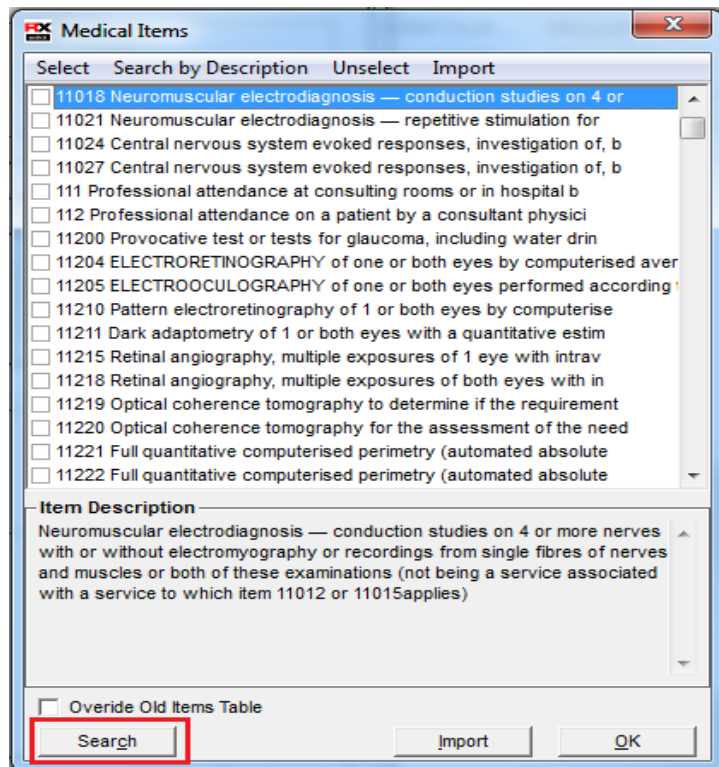 RX Medical Items X
Select Search by Description Unselect Import
11018 Neuromuscular electrodiagnosis — conduction studies on 4 or
11021 Neuromuscular electrodiagnosis — repetitive stimulation for
11024 Central nervous system evoked responses, investigation of, b
11027 Central nervous system evoked responses, investigation of, b
111 Professional attendance at consulting rooms or in hospital b
112 Professional attendance on a patient by a consultant physici
11200 Provocative test or tests for glaucoma, including water drin
11204 ELECTRORETINOGRAPHY of one or both eyes by computerised aver
11205 ELECTROOCULOGRAPHY of one or both eyes performed according
11210 Pattern electroretinography of 1 or both eyes by computerise
11211 Dark adaptometry of 1 or both eyes with a quantitative estim
11215 Retinal angiography, multiple exposures of 1 eye with intrav
11218 Retinal angiography, multiple exposures of both eyes with in
11219 Optical coherence tomography to determine if the requirement
11220 Optical coherence tomography for the assessment of the need
11221 Full quantitative computerised perimetry (automated absolute
11222 Full quantitative computerised perimetry (automated absolute
Item Description
Neuromuscular electrodiagnosis — conduction studies on 4 or more nerves
with or without electromyography or recordings from single fibres of nerves
and muscles or both of these examinations (not being a service associated
with a service to which item 11012 or 11015applies)
Overide Old Items Table
Search Import OK